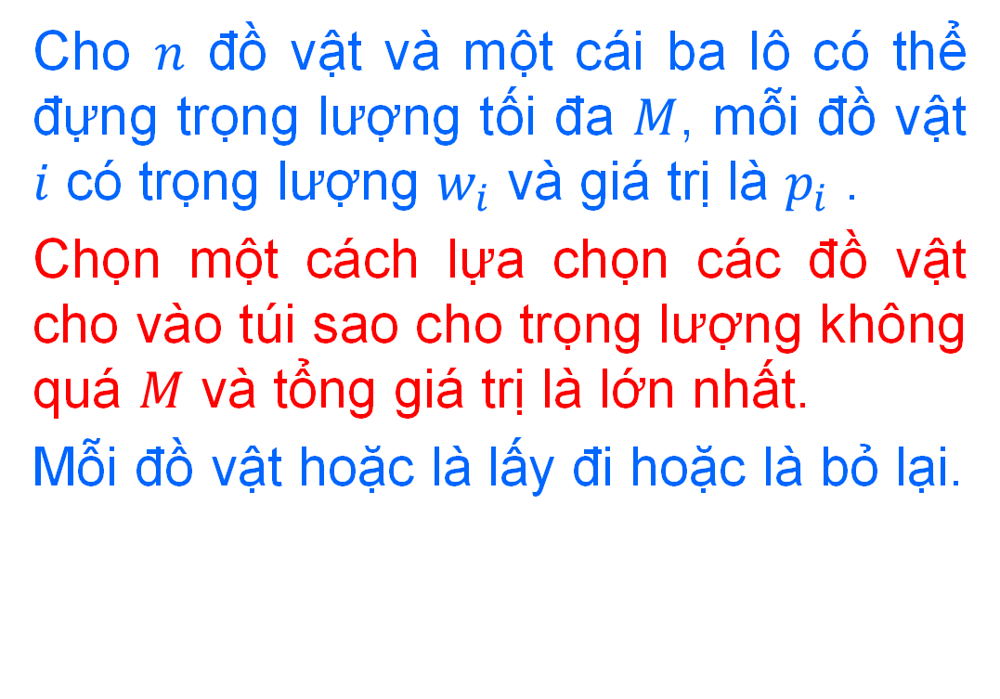 Cho n đồ vật và một cái ba lô có thể
đựng trọng lượng tối đa M, mỗi đồ vật
i có trọng lượng wᵢ và giá trị là pᵢ .
Chọn một cách lựa chọn các đồ vật
cho vào túi sao cho trọng lượng không
quá M và tổng giá trị là lớn nhất.
Mỗi đồ vật hoặc là lấy đi hoặc là bỏ lại.